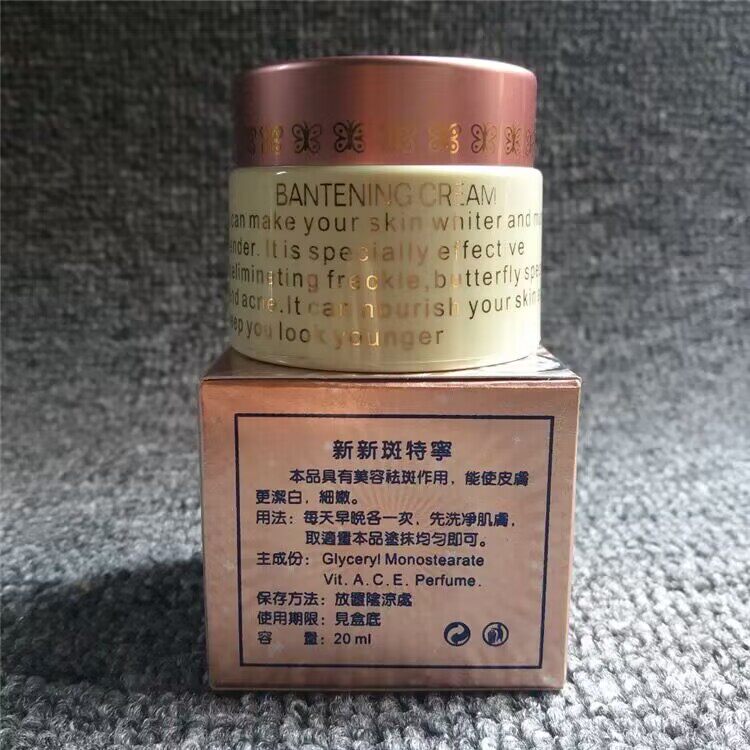 BANTENING CREAM
can make your skin whiter and
It is specially effective
eliminating freckle, butterfly
acne. It can nourish your skin
you look younger
新新斑特寧
本品具有美容祛斑作用，能使皮膚
更潔白，細嫩。
用法：每天早晚各一次，先洗凈肌膚，
取適量本品塗抹均勻即可。
主成份：Glyceryl Monostearate
Vit. A. C. E. Perfume.
保存方法：放置陰涼處
使用期限：見盒底
容 量：20 ml